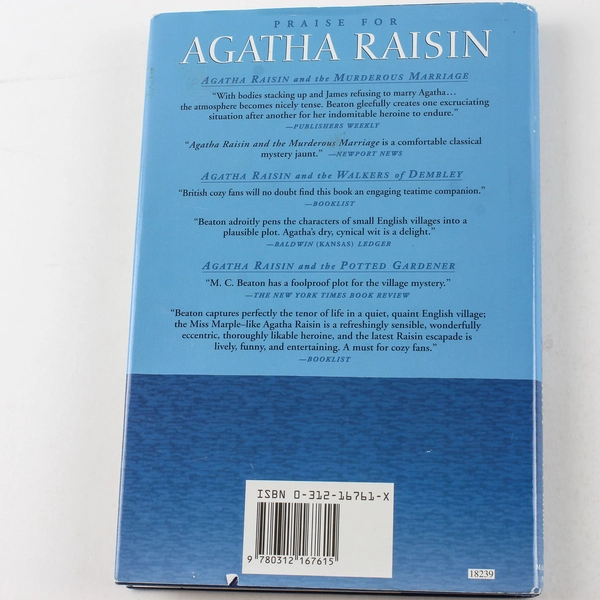 PRAISE FOR
AGATHA RAISIN
AGATHA RAISIN and the MURDEROUS MARRIAGE
“With bodies stacking up and James refusing to marry Agatha…
the atmosphere becomes nicely tense. Beaton gleefully creates one excruciating
situation after another for her indomitable heroine to endure.”
—PUBLISHERS WEEKLY
“Agatha Raisin and the Murderous Marriage is a comfortable classical
mystery jaunt.” —NEWPORT NEWS
AGATHA RAISIN and the WALKERS of DEMBLEY
“British cozy fans will no doubt find this book an engaging teatime companion.”
—BOOKLIST
“Beaton adroitly pens the characters of small English villages into a
plausible plot. Agatha’s dry, cynical wit is a delight.”
—BALDWIN (KANSAS) LEDGER
AGATHA RAISIN and the POTTED GARDENER
“M. C. Beaton has a foolproof plot for the village mystery.”
—THE NEW YORK TIMES BOOK REVIEW
“Beaton captures perfectly the tenor of life in a quiet, quaint English village;
the Miss Marple–like Agatha Raisin is a refreshingly sensible, wonderfully
eccentric, thoroughly likable heroine, and the latest Raisin escapade is
lively, funny, and entertaining. A must for cozy fans.”
—BOOKLIST
ISBN 0-312-16761-X
9 780312 167615
18239